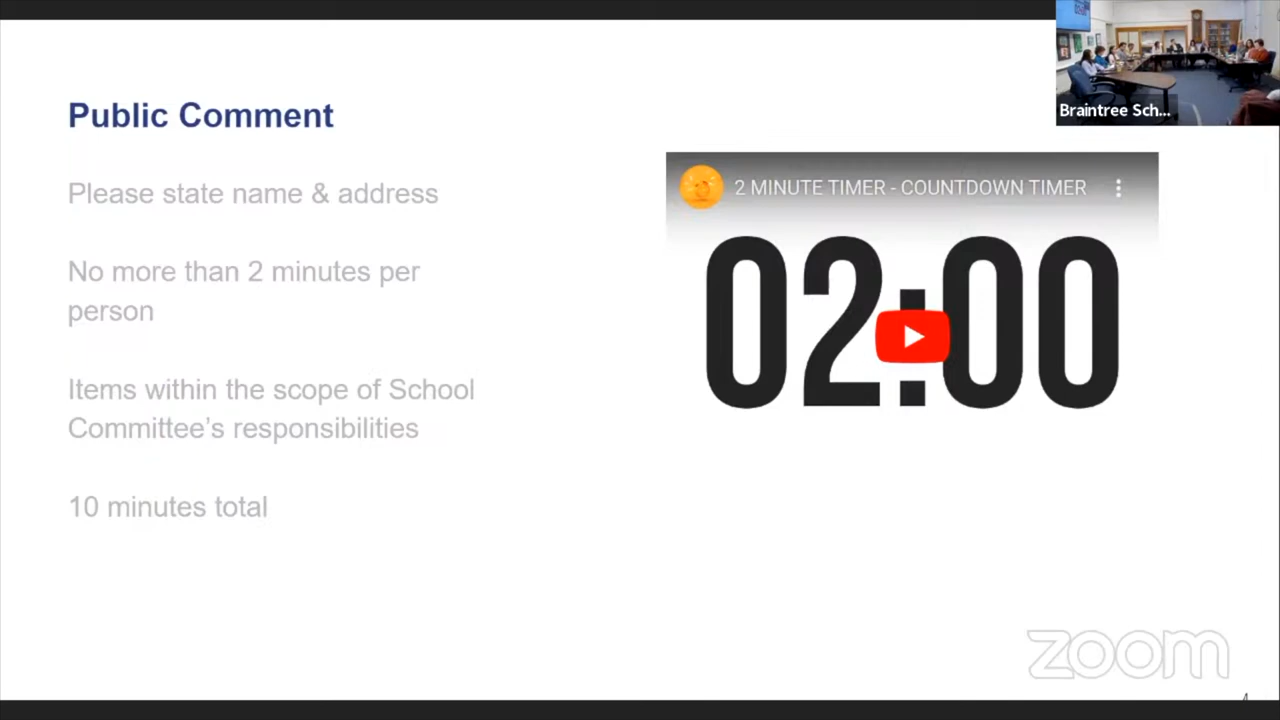 Public Comment
Please state name & address
No more than 2 minutes per
person
Items within the scope of School
Committee’s responsibilities
10 minutes total
Braintree Sch...
2 MINUTE TIMER - COUNTDOWN TIMER
02:00
zoom
4